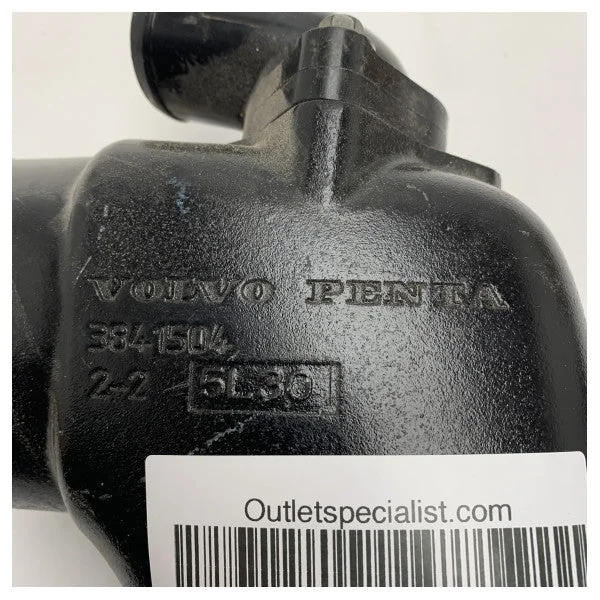 VOLVO PENTA
3841504
2-2 5L30
Outletspecialist.com